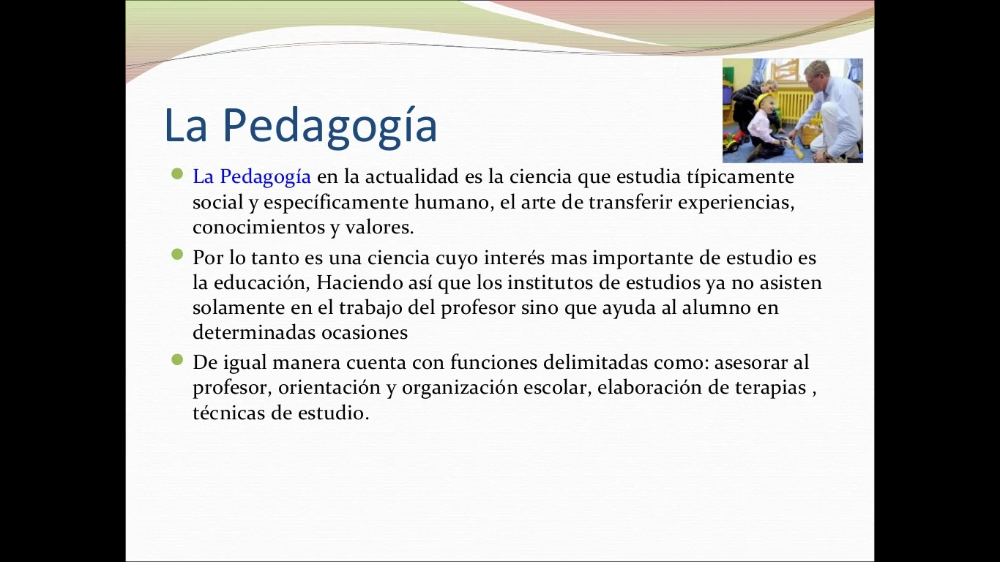 La Pedagogía
La Pedagogía en la actualidad es la ciencia que estudia típicamente
social y específicamente humano, el arte de transferir experiencias,
conocimientos y valores.
Por lo tanto es una ciencia cuyo interés mas importante de estudio es
la educación, Haciendo así que los institutos de estudios ya no asisten
solamente en el trabajo del profesor sino que ayuda al alumno en
determinadas ocasiones
De igual manera cuenta con funciones delimitadas como: asesorar al
profesor, orientación y organización escolar, elaboración de terapias ,
técnicas de estudio.